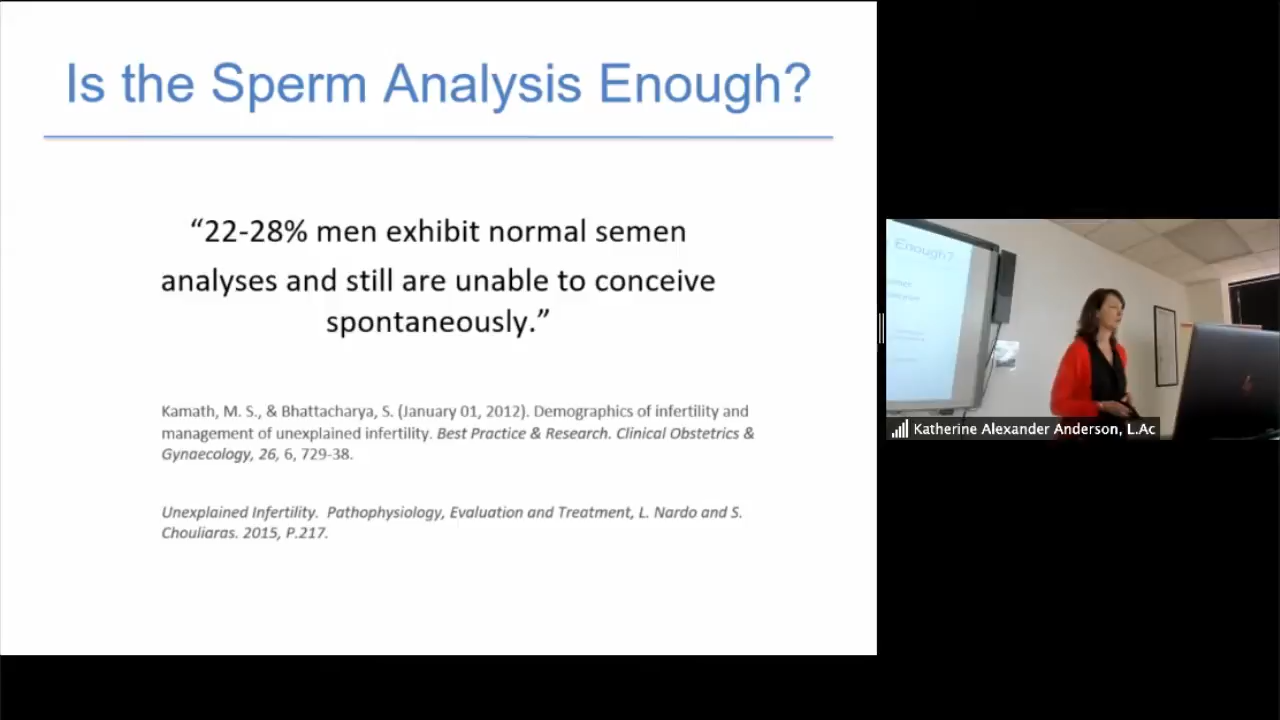 Is the Sperm Analysis Enough?
“22-28% men exhibit normal semen
analyses and still are unable to conceive
spontaneously.”
Kamath, M. S., & Bhattacharya, S. (January 01, 2012). Demographics of infertility and
management of unexplained infertility. Best Practice & Research. Clinical Obstetrics &
Gynaecology, 26, 6, 729-38.
Unexplained Infertility.  Pathophysiology, Evaluation and Treatment, L. Nardo and S.
Chouliaras. 2015, P.217.
Enough?
Katherine Alexander Anderson, L.Ac